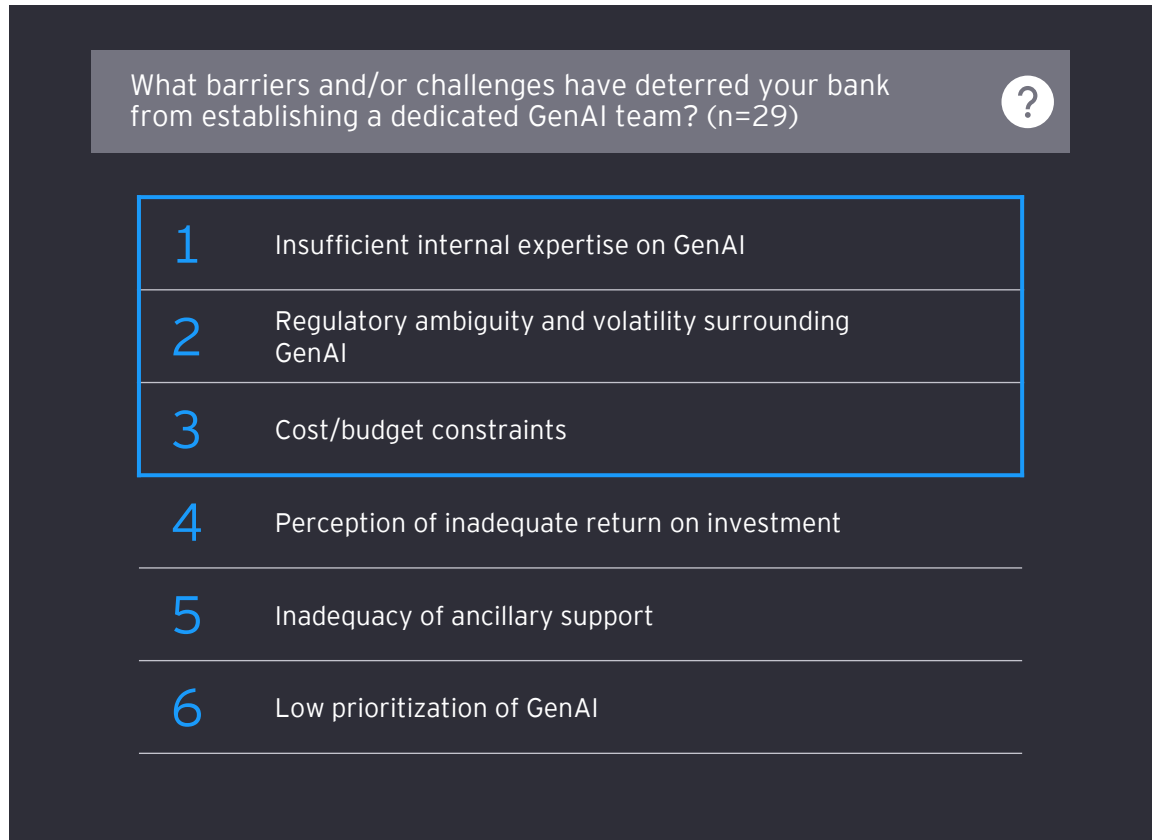 What barriers and/or challenges have deterred your bank
from establishing a dedicated GenAI team? (n=29)
?
1 Insufficient internal expertise on GenAI
2 Regulatory ambiguity and volatility surrounding
GenAI
3 Cost/budget constraints
4 Perception of inadequate return on investment
5 Inadequacy of ancillary support
6 Low prioritization of GenAI